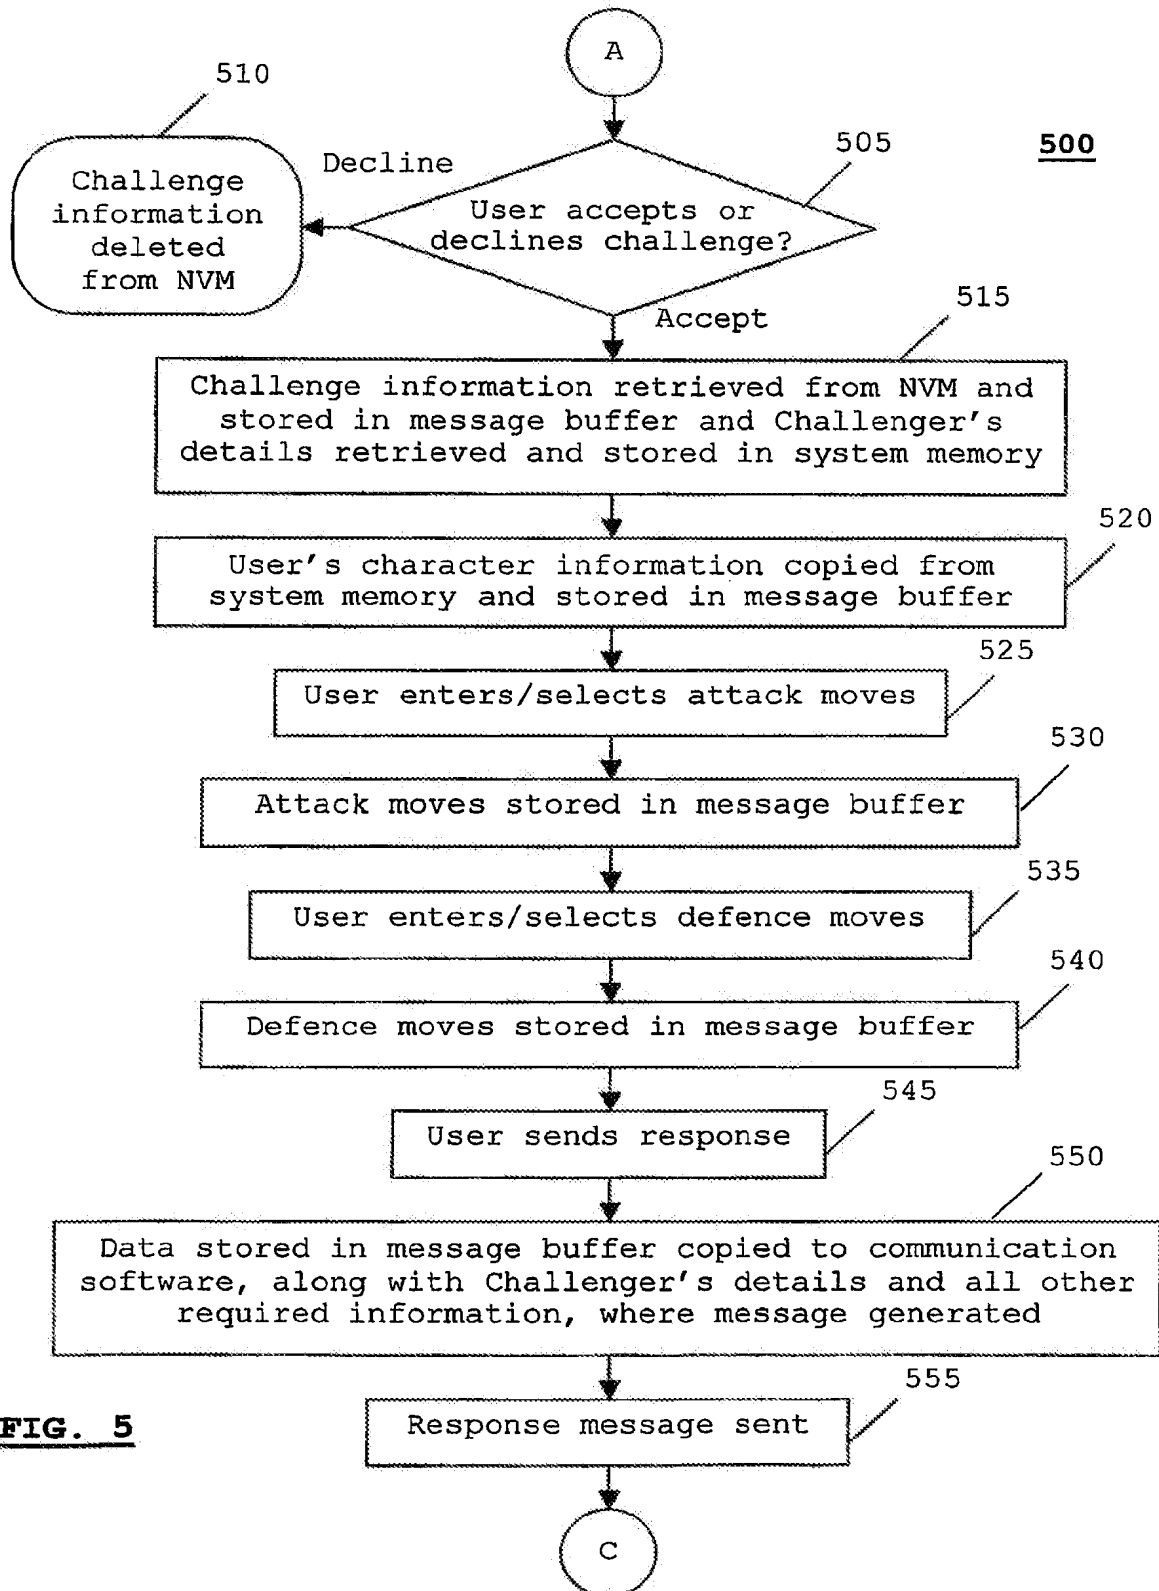 A
510
505
500
Decline
Challenge
information
deleted
from NVM
User accepts or
declines challenge?
Accept
515
Challenge information retrieved from NVM and
stored in message buffer and Challenger's
details retrieved and stored in system memory
520
User's character information copied from
system memory and stored in message buffer
525
User enters/selects attack moves
530
Attack moves stored in message buffer
535
User enters/selects defence moves
540
Defence moves stored in message buffer
545
User sends response
550
Data stored in message buffer copied to communication
software, along with Challenger's details and all other
required information, where message generated
555
Response message sent
FIG. 5
C